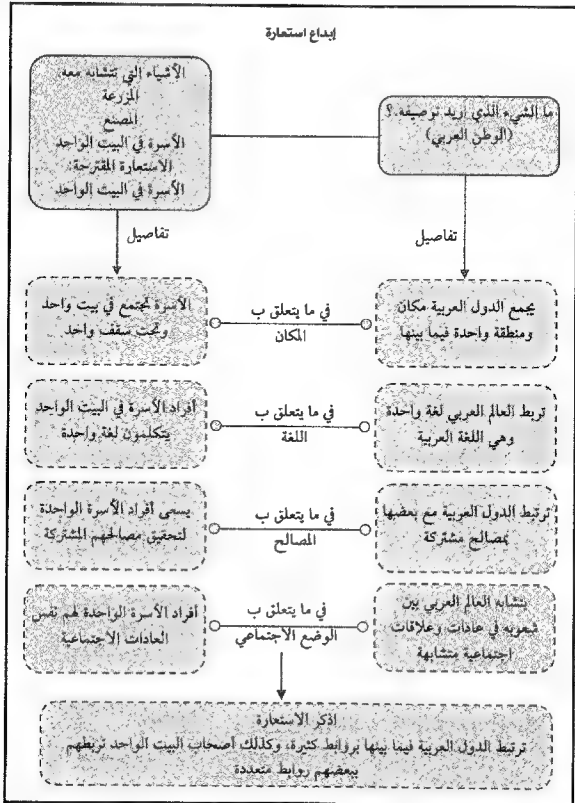 إبداع استعارة
ما الشيء الذي أريد توصيفه.؟
(الوطن العربي)
الأشياء التي تتشابه معه
المزرعة
المصنع
الأسرة في البيت الواحد
الاستعارة المقترحة:
الأسرة في البيت الواحد
تفاصيل
تفاصيل
يجمع الدول العربية مكان
ومنطقة واحدة فيما بينها
في ما يتعلق ب
المكان
الأسرة تجتمع في بيت واحد
وتحت سقف واحد
تربط العالم العربي لغة واحدة
وهي اللغة العربية
في ما يتعلق ب
اللغة
أفراد الأسرة في البيت الواحد
يتكلمون لغة واحدة
ترتبط الدول العربية مع بعضها
بمصالح مشتركة
في ما يتعلق ب
المصالح
يسعى أفراد الأسرة الواحدة
لتحقيق مصالحهم المشتركة
يتشابه العالم العربي بين
شعوبه في عادات وعلاقات
اجتماعية متشابهة
في ما يتعلق ب
الوضع الاجتماعي
أفراد الأسرة الواحدة لهم نفس
العادات الاجتماعية
اذكر الاستعارة
ترتبط الدول العربية فيما بينها بروابط كثيرة، وكذلك أصحاب البيت الواحد تربطهم
ببعضهم روابط متعددة